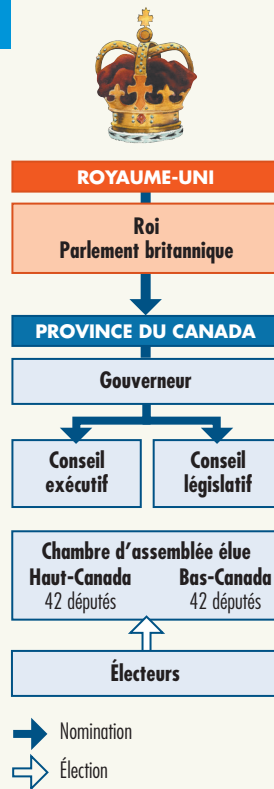 ROYAUME-UNI
Roi
Parlement britannique
PROVINCE DU CANADA
Gouverneur
Conseil
exécutif
Conseil
législatif
Chambre d’assemblée élue
Haut-Canada Bas-Canada
42 députés 42 députés
Électeurs
Nomination
Élection